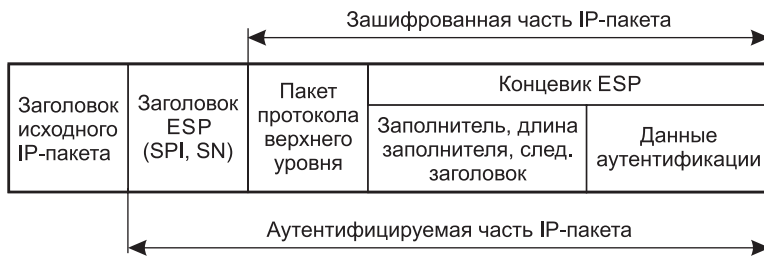 Зашифрованная часть IP-пакета
Заголовок
исходного
IP-пакета
Заголовок
ESP
(SPI, SN)
Пакет
протокола
верхнего
уровня
Концевик ESP
Заполнитель, длина
заполнителя, след.
заголовок
Данные
аутентификации
Аутентифицируемая часть IP-пакета